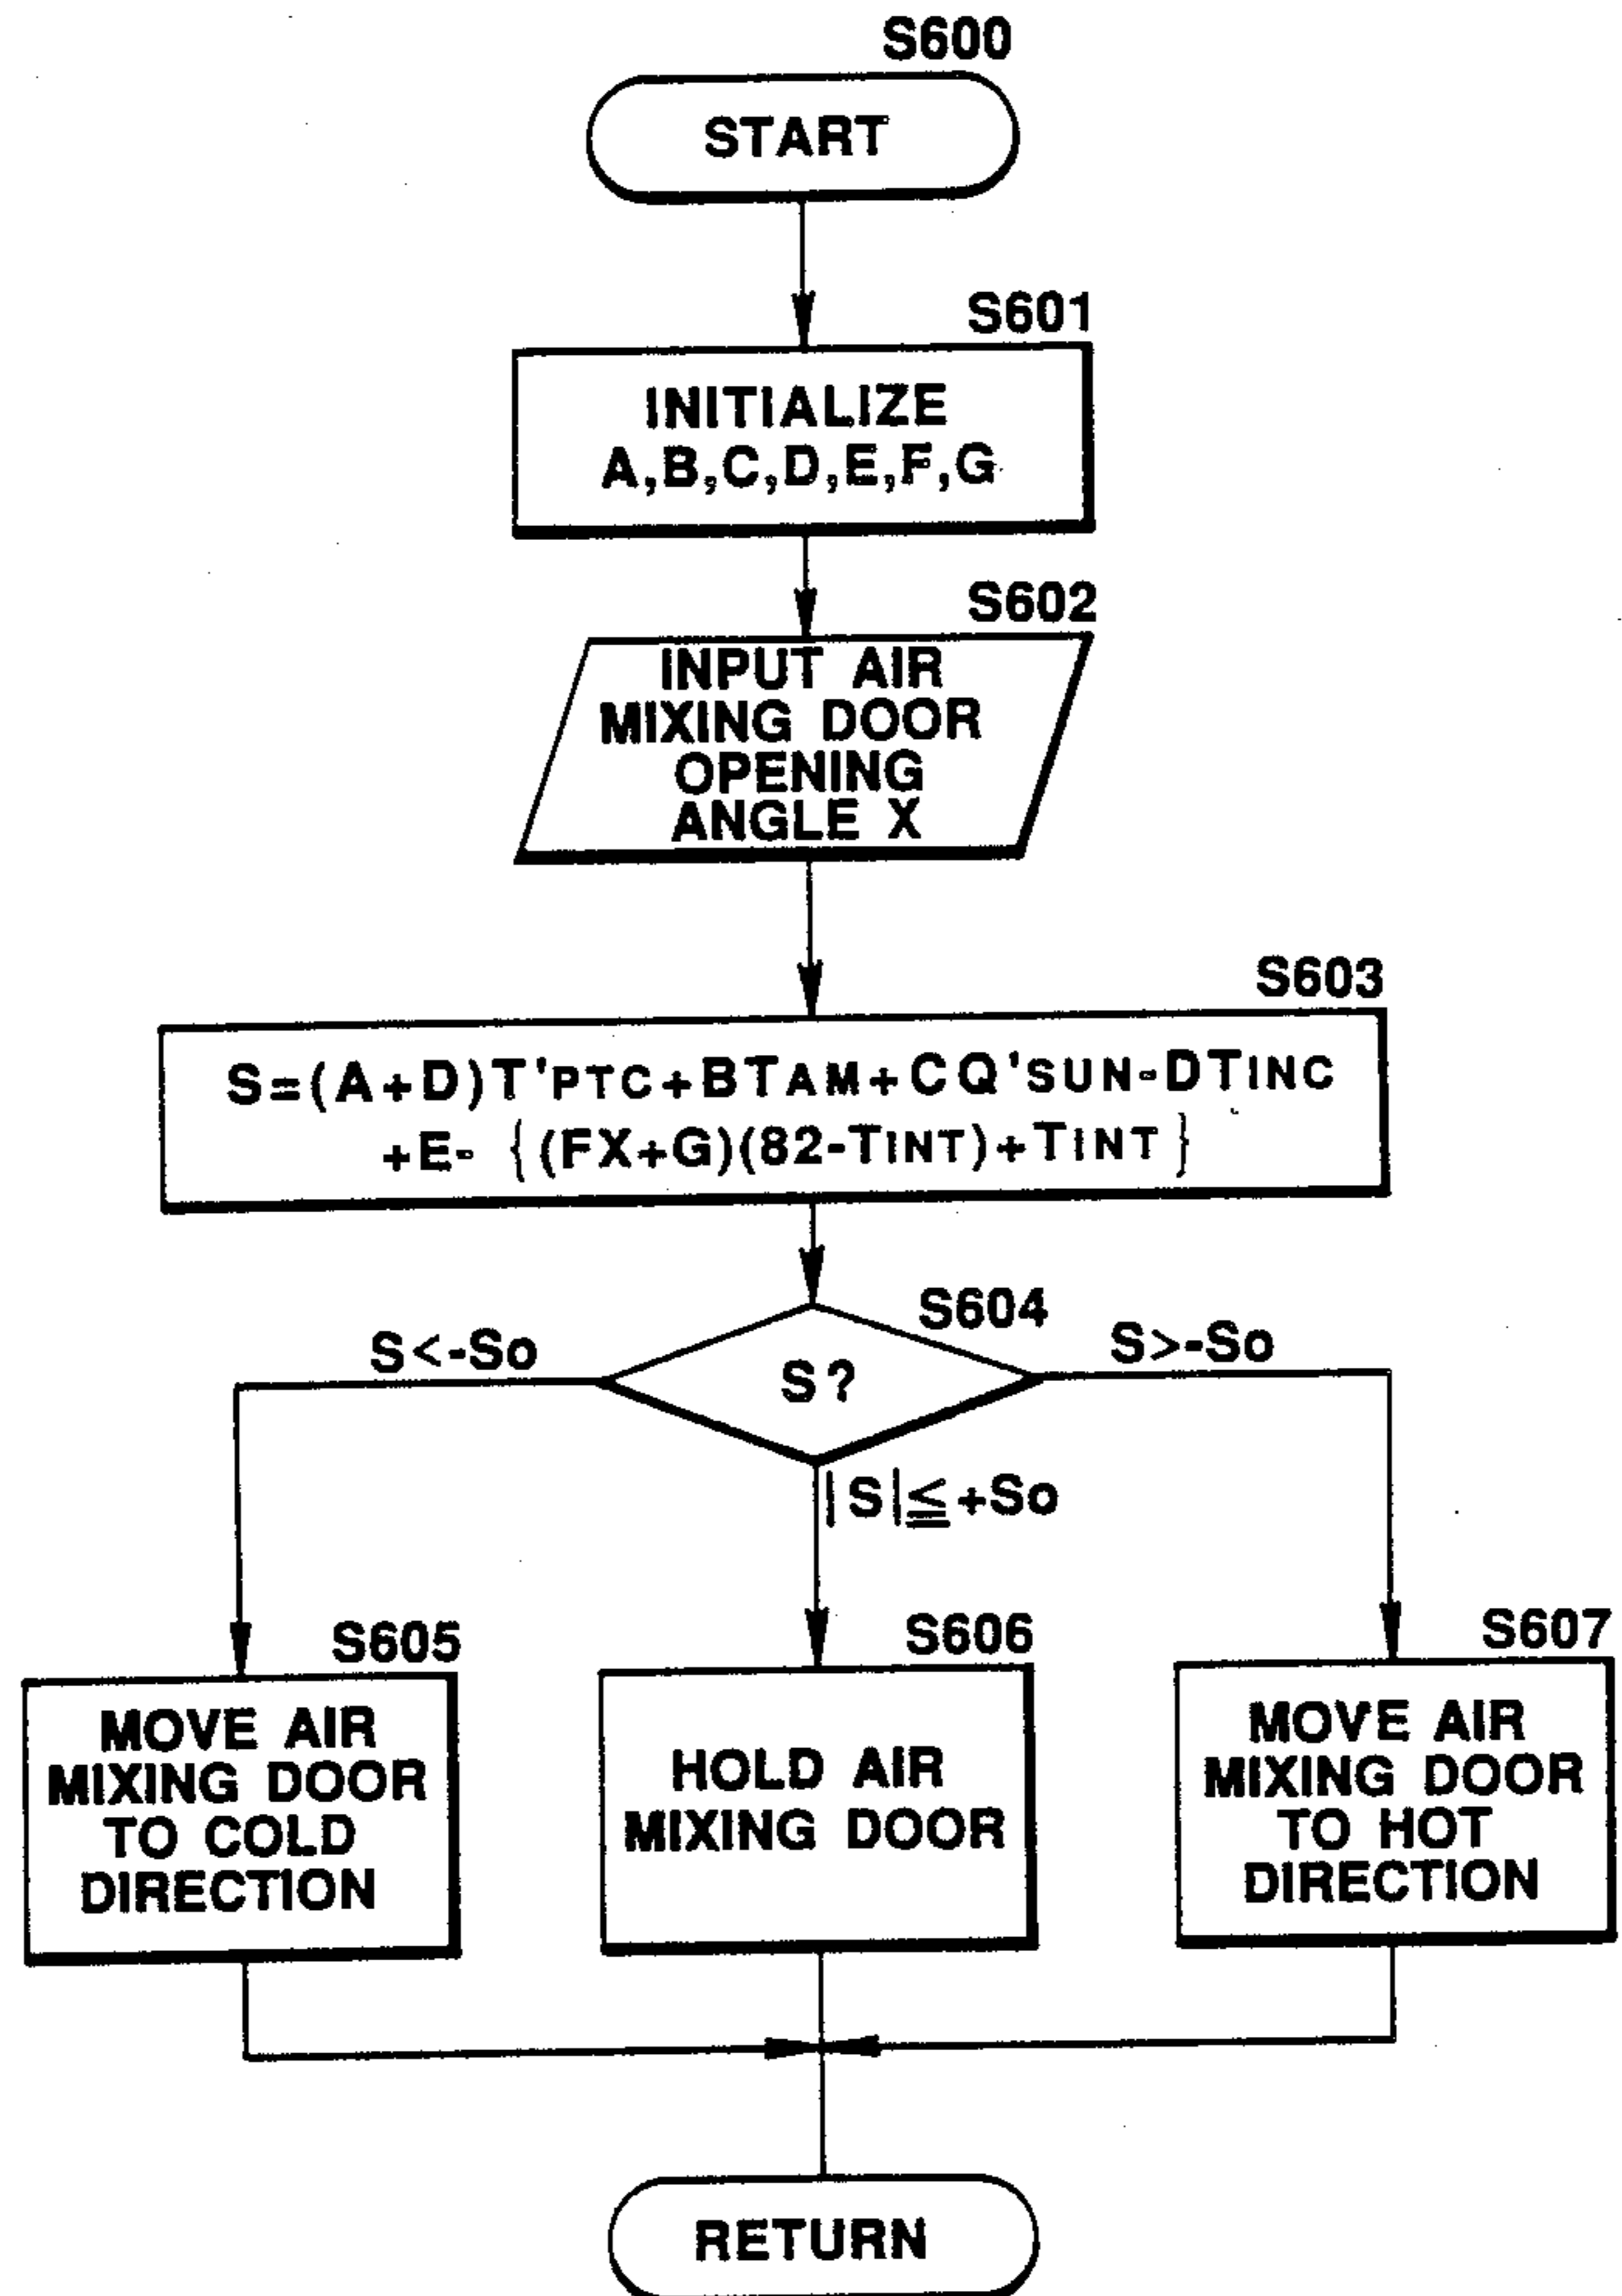 S600
START
S601
INITIALIZE
A,B,C,D,E,F,G
S602
INPUT AIR
MIXING DOOR
OPENING
ANGLE X
S603
S=(A+D)T'PTC+BTAM+CQ'SUN-DTINC
+E-{(FX+G)(82-TINT)+TINT}
S604
S<-So
S?
S>-So
|S|≦+So
S605
MOVE AIR
MIXING DOOR
TO COLD
DIRECTION
S606
HOLD AIR
MIXING DOOR
S607
MOVE AIR
MIXING DOOR
TO HOT
DIRECTION
RETURN